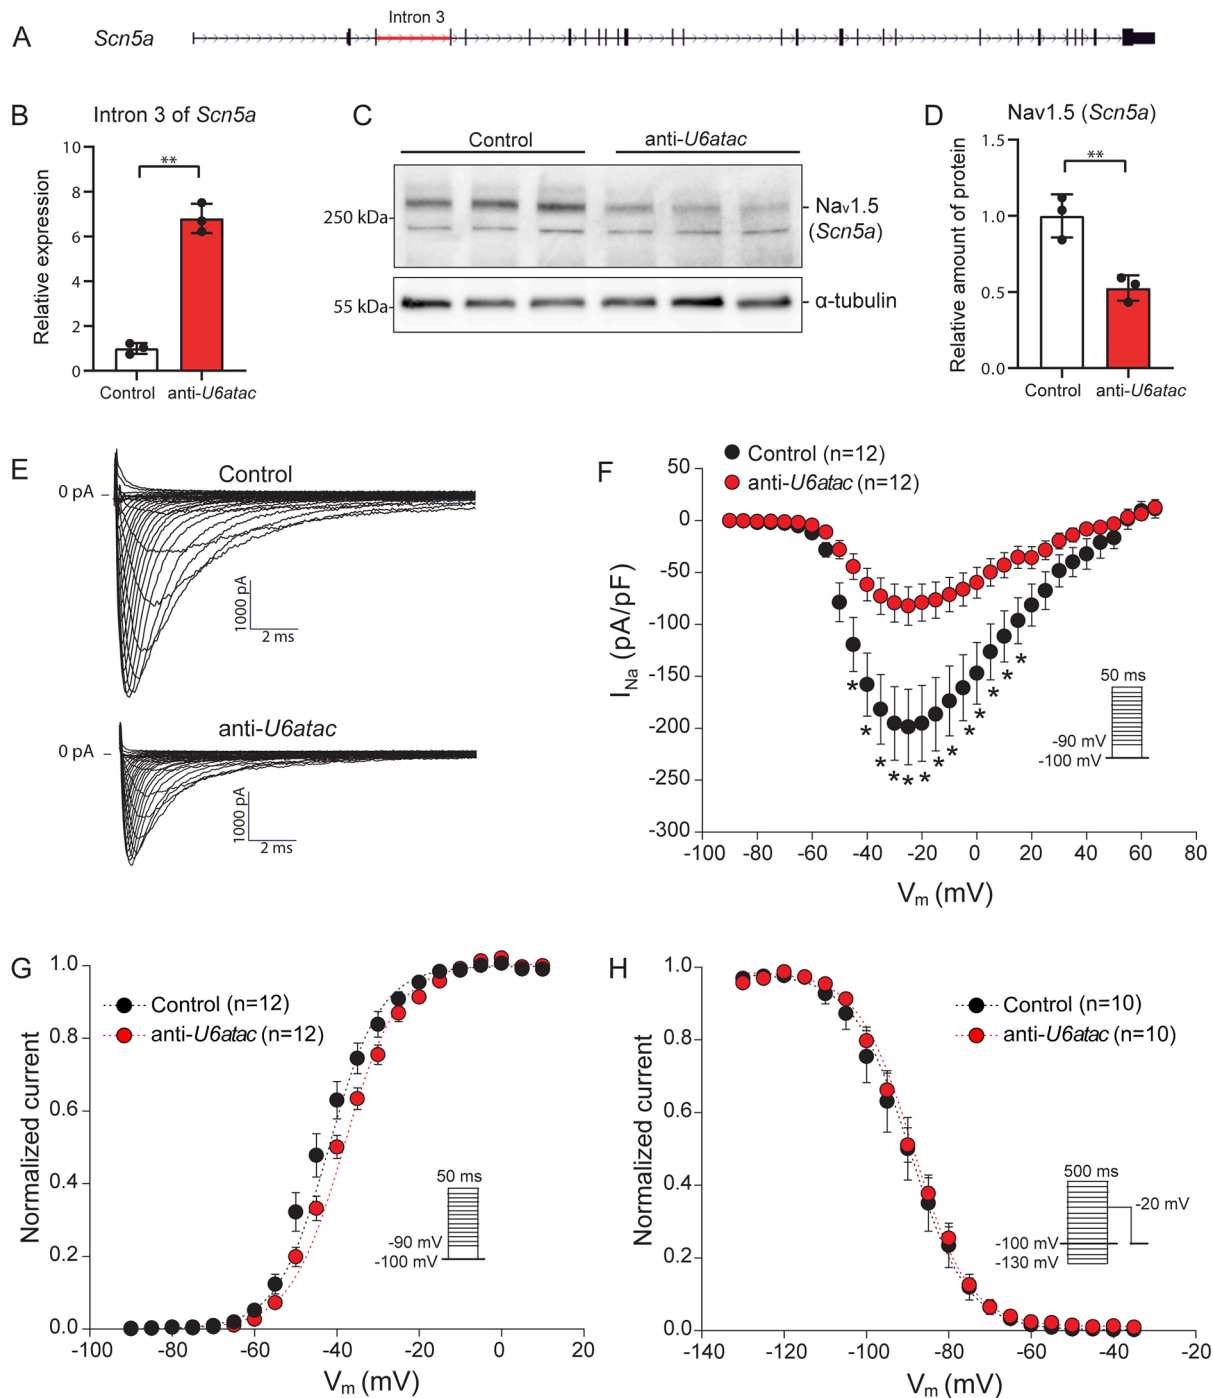 A
Scn5a
Intron 3
B
Intron 3 of Scn5a
**
Relative expression
10
8
6
4
2
0
Control
anti-U6atac
C
Control
anti-U6atac
250 kDa
Nav1.5
(Scn5a)
55 kDa
α-tubulin
D
Nav1.5 (Scn5a)
**
Relative amount of protein
1.5
1.0
0.5
0.0
Control
anti-U6atac
E
Control
0 pA
1000 pA
2 ms
anti-U6atac
0 pA
1000 pA
2 ms
F
Control (n=12)
anti-U6atac (n=12)
INa (pA/pF)
50
0
-50
-100
-150
-200
-250
-300
* * * * * * * * * * * * *
50 ms
-90 mV
-100 mV
-100 -80 -60 -40 -20 0 20 40 60 80
Vm (mV)
G
Control (n=12)
anti-U6atac (n=12)
Normalized current
1.0
0.8
0.6
0.4
0.2
0.0
50 ms
-90 mV
-100 mV
-100 -80 -60 -40 -20 0 20
Vm (mV)
H
Control (n=10)
anti-U6atac (n=10)
Normalized current
1.0
0.8
0.6
0.4
0.2
0.0
500 ms
-20 mV
-100 mV
-130 mV
-140 -120 -100 -80 -60 -40 -20
Vm (mV)